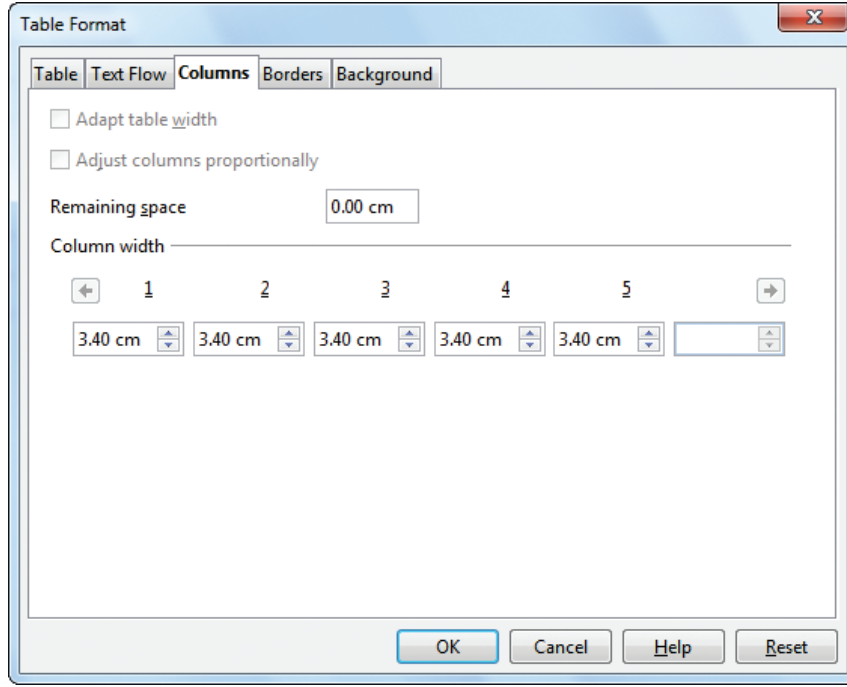 Table Format
Table Text Flow Columns Borders Background
Adapt table width
Adjust columns proportionally
Remaining space 0.00 cm
Column width
1 2 3 4 5
3.40 cm 3.40 cm 3.40 cm 3.40 cm 3.40 cm
OK Cancel Help Reset